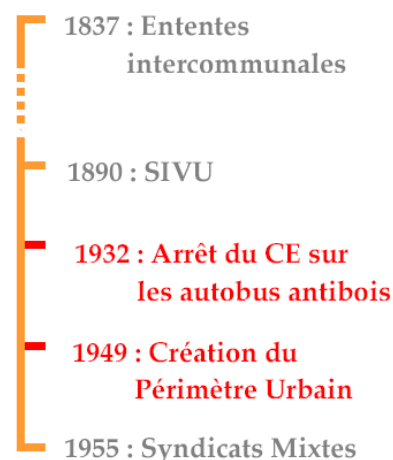 1837 : Ententes
intercommunales
1890 : SIVU
1932 : Arrêt du CE sur
les autobus antibois
1949 : Création du
Périmètre Urbain
1955 : Syndicats Mixtes